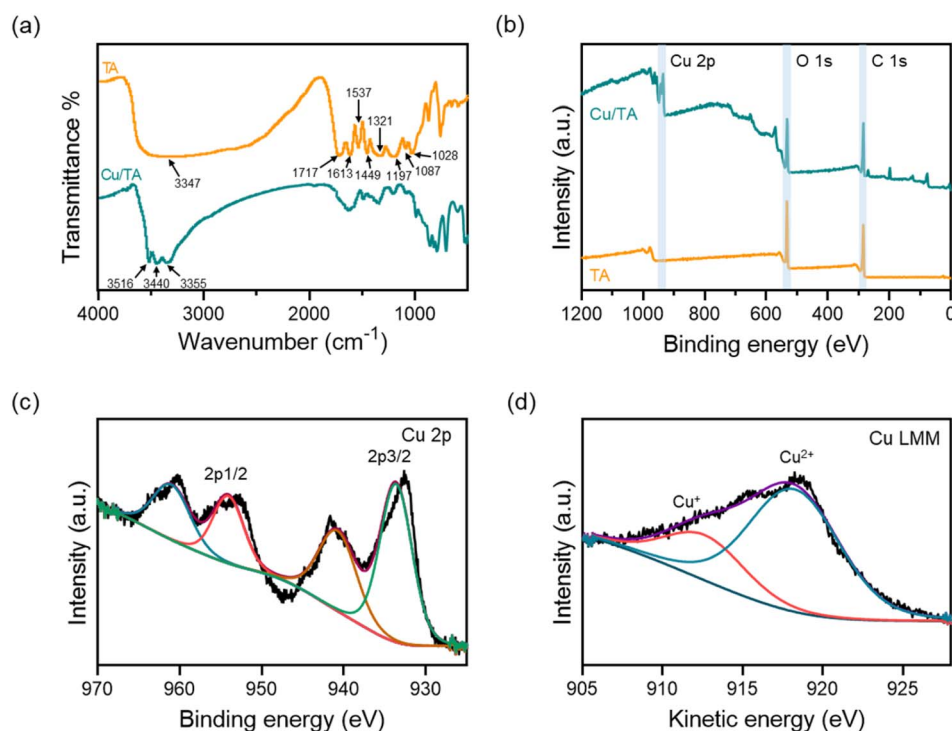 (a)
TA
Cu/TA
3347
1717
1613
1537
1449
1321
1197
1087
1028
3516
3440
3355
Transmittance %
4000
3000
2000
1000
Wavenumber (cm⁻¹)
(b)
Cu 2p
O 1s
C 1s
Cu/TA
TA
Intensity (a.u.)
1200
1000
800
600
400
200
0
Binding energy (eV)
(c)
Cu 2p
2p1/2
2p3/2
Intensity (a.u.)
970
960
950
940
930
Binding energy (eV)
(d)
Cu LMM
Cu⁺
Cu²⁺
Intensity (a.u.)
905
910
915
920
925
Kinetic energy (eV)